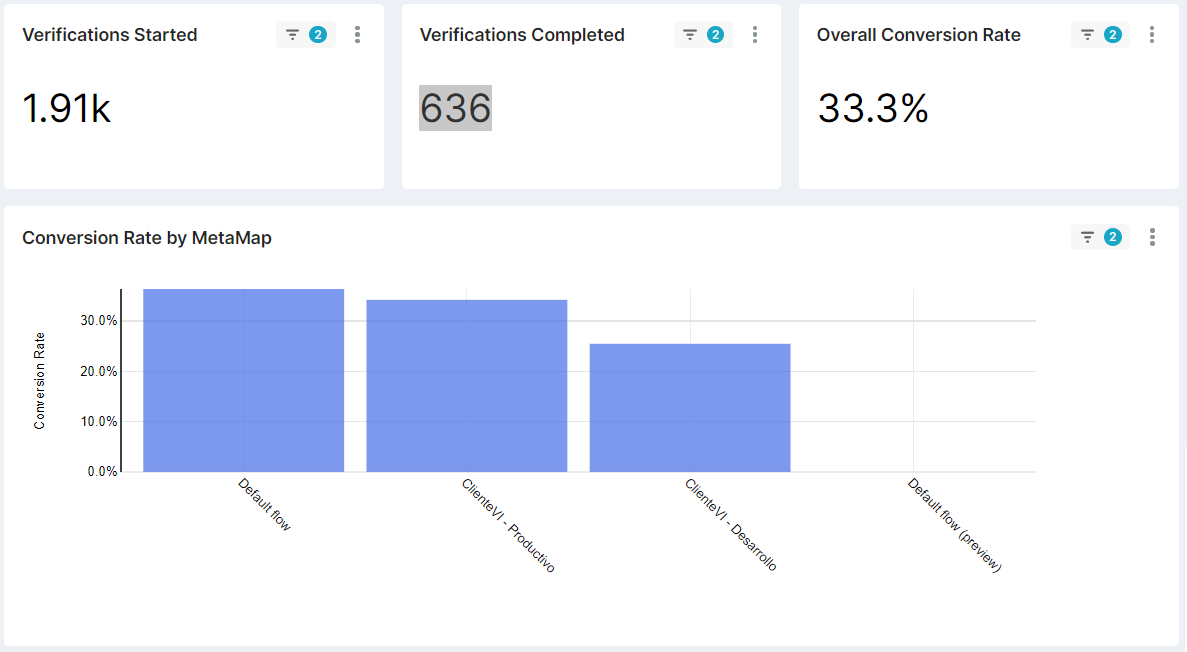 Verifications Started
2
Verifications Completed
2
Overall Conversion Rate
2
1.91k
636
33.3%
Conversion Rate by MetaMap
2
Conversion Rate
30.0%
20.0%
10.0%
0.0%
Default flow
ClienteVI - Productivo
ClienteVI - Desarrollo
Default flow (preview)